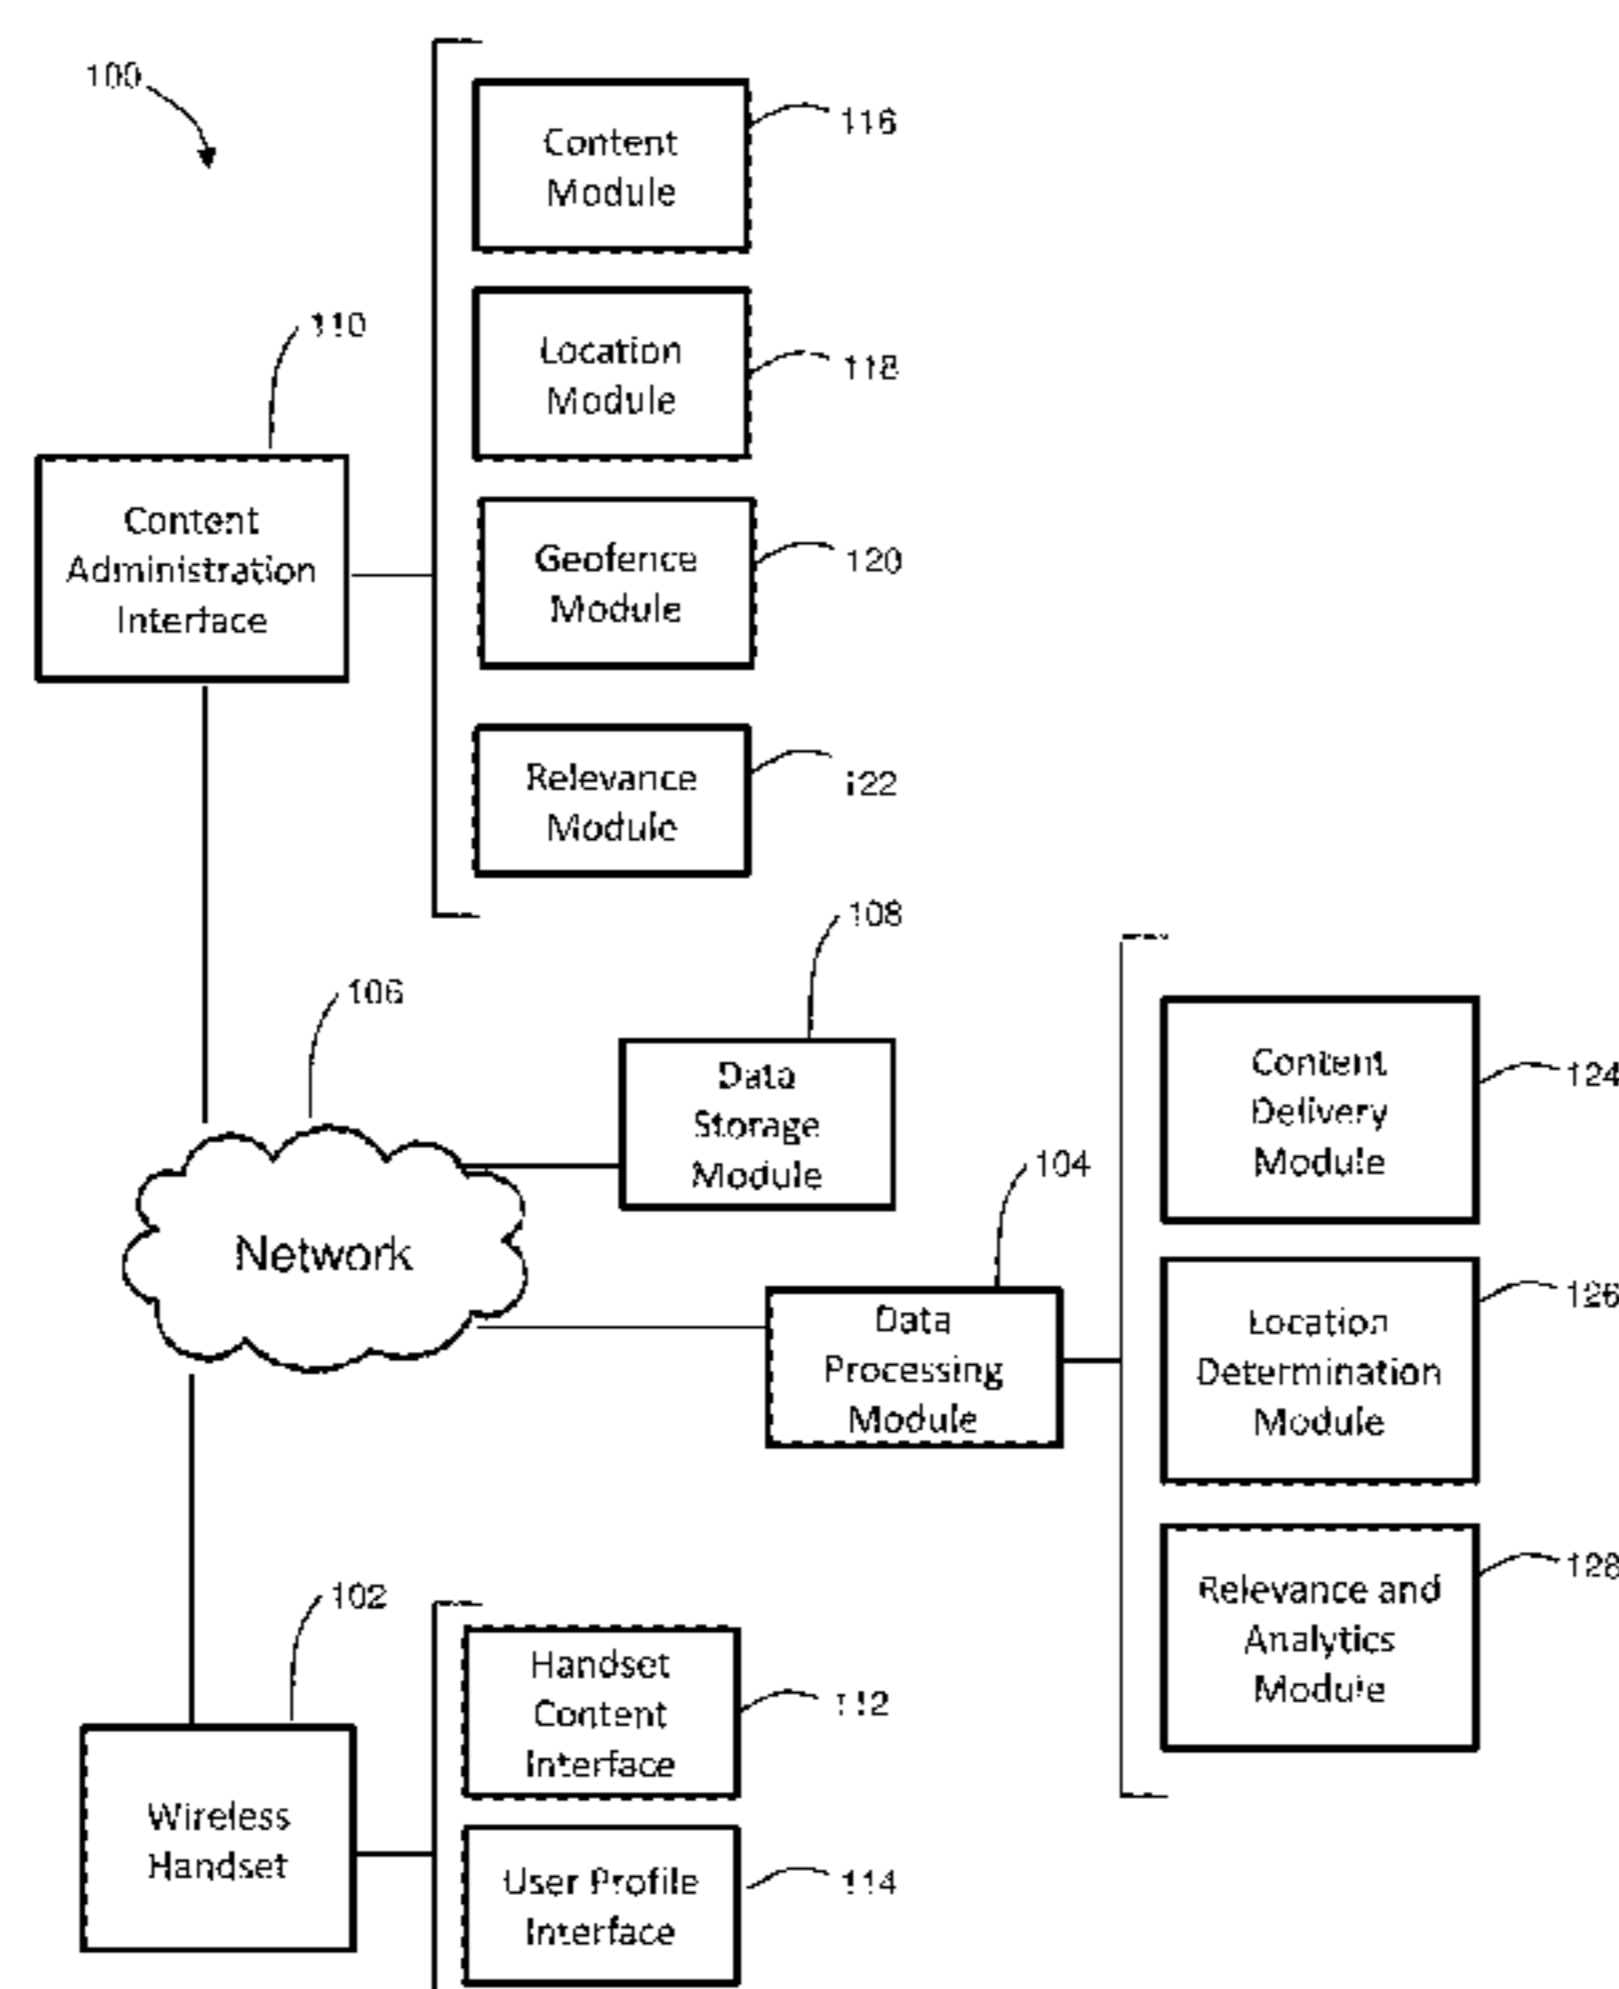 100
Content
Module
116
Location
Module
118
110
Content
Administration
Interface
Geofence
Module
120
Relevance
Module
122
108
106
Data
Storage
Module
Content
Delivery
Module
124
104
Network
Data
Processing
Module
Location
Determination
Module
126
Relevance and
Analytics
Module
128
102
Handset
Content
Interface
112
Wireless
Handset
User Profile
Interface
114